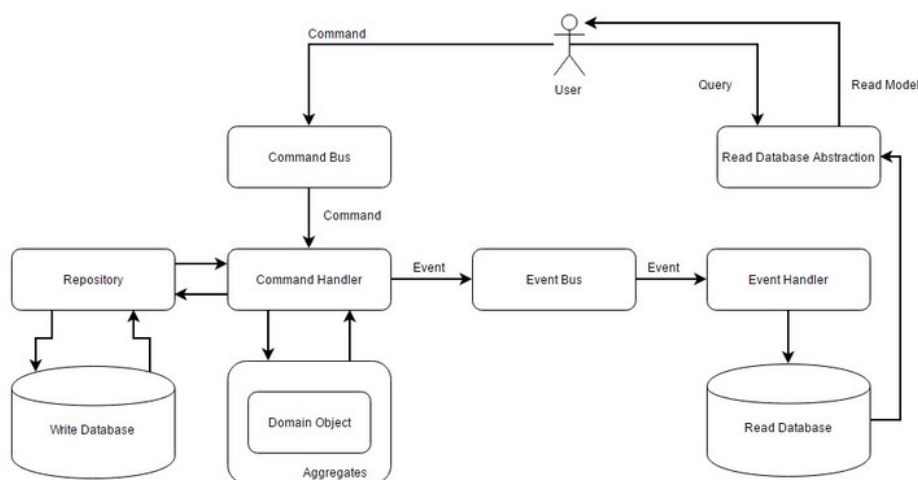 Command
User
Query
Read Model
Command Bus
Read Database Abstraction
Command
Repository
Command Handler
Event
Event Bus
Event
Event Handler
Write Database
Domain Object
Aggregates
Read Database